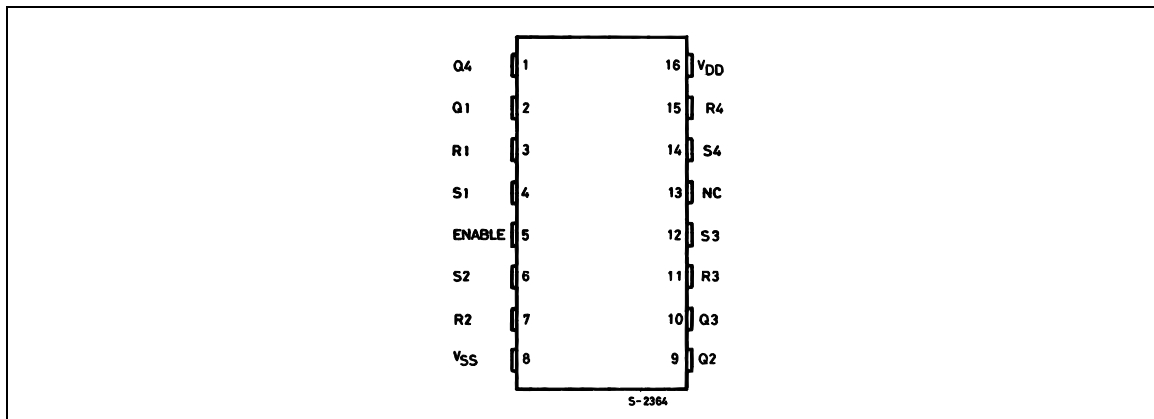 Q4 1 16 VDD
Q1 2 15 R4
R1 3 14 S4
S1 4 13 NC
ENABLE 5 12 S3
S2 6 11 R3
R2 7 10 Q3
VSS 8 9 Q2
S-2364